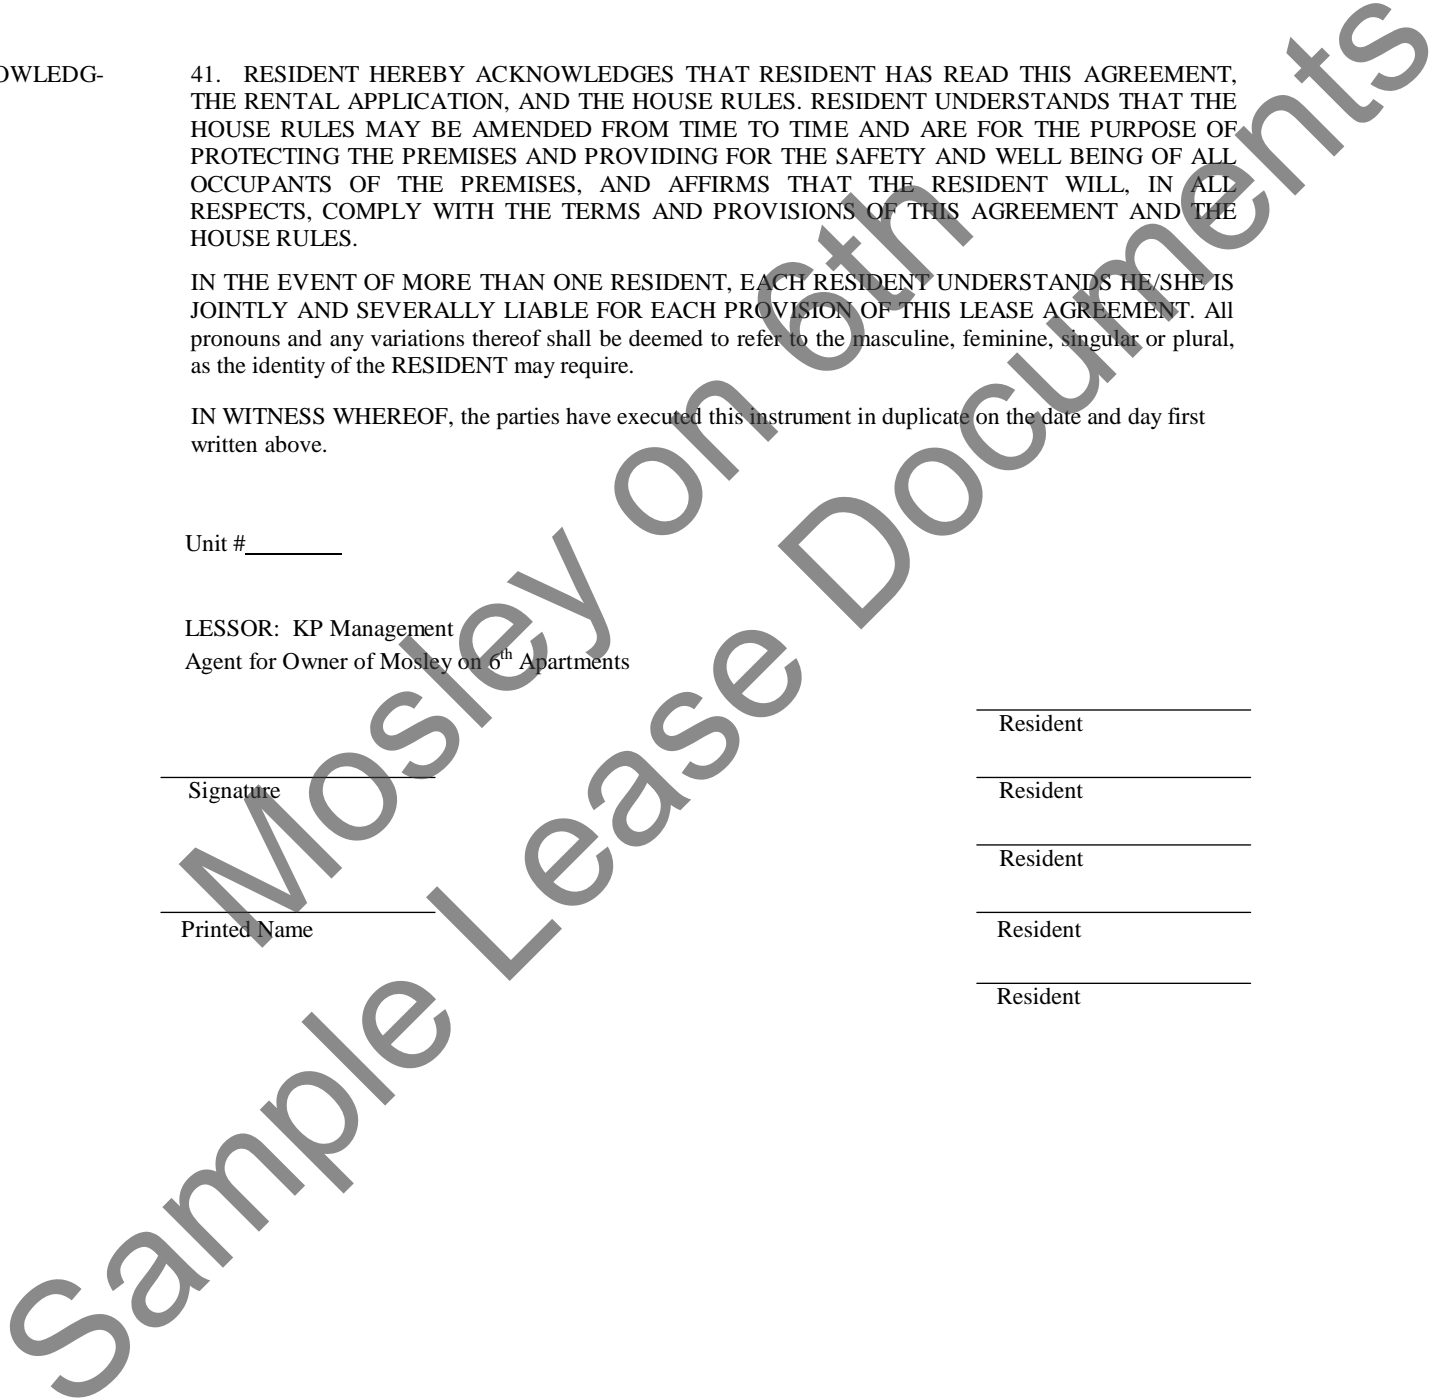 OWLEDG-
41. RESIDENT HEREBY ACKNOWLEDGES THAT RESIDENT HAS READ THIS AGREEMENT,
THE RENTAL APPLICATION, AND THE HOUSE RULES. RESIDENT UNDERSTANDS THAT THE
HOUSE RULES MAY BE AMENDED FROM TIME TO TIME AND ARE FOR THE PURPOSE OF
PROTECTING THE PREMISES AND PROVIDING FOR THE SAFETY AND WELL BEING OF ALL
OCCUPANTS OF THE PREMISES, AND AFFIRMS THAT THE RESIDENT WILL, IN ALL
RESPECTS, COMPLY WITH THE TERMS AND PROVISIONS OF THIS AGREEMENT AND THE
HOUSE RULES.
IN THE EVENT OF MORE THAN ONE RESIDENT, EACH RESIDENT UNDERSTANDS HE/SHE IS
JOINTLY AND SEVERALLY LIABLE FOR EACH PROVISION OF THIS LEASE AGREEMENT. All
pronouns and any variations thereof shall be deemed to refer to the masculine, feminine, singular or plural,
as the identity of the RESIDENT may require.
IN WITNESS WHEREOF, the parties have executed this instrument in duplicate on the date and day first
written above.
Unit #________
LESSOR: KP Management
Agent for Owner of Mosley on 6th Apartments
Resident
Signature
Resident
Resident
Printed Name
Resident
Resident
Mosley on 6th
Sample Lease Documents